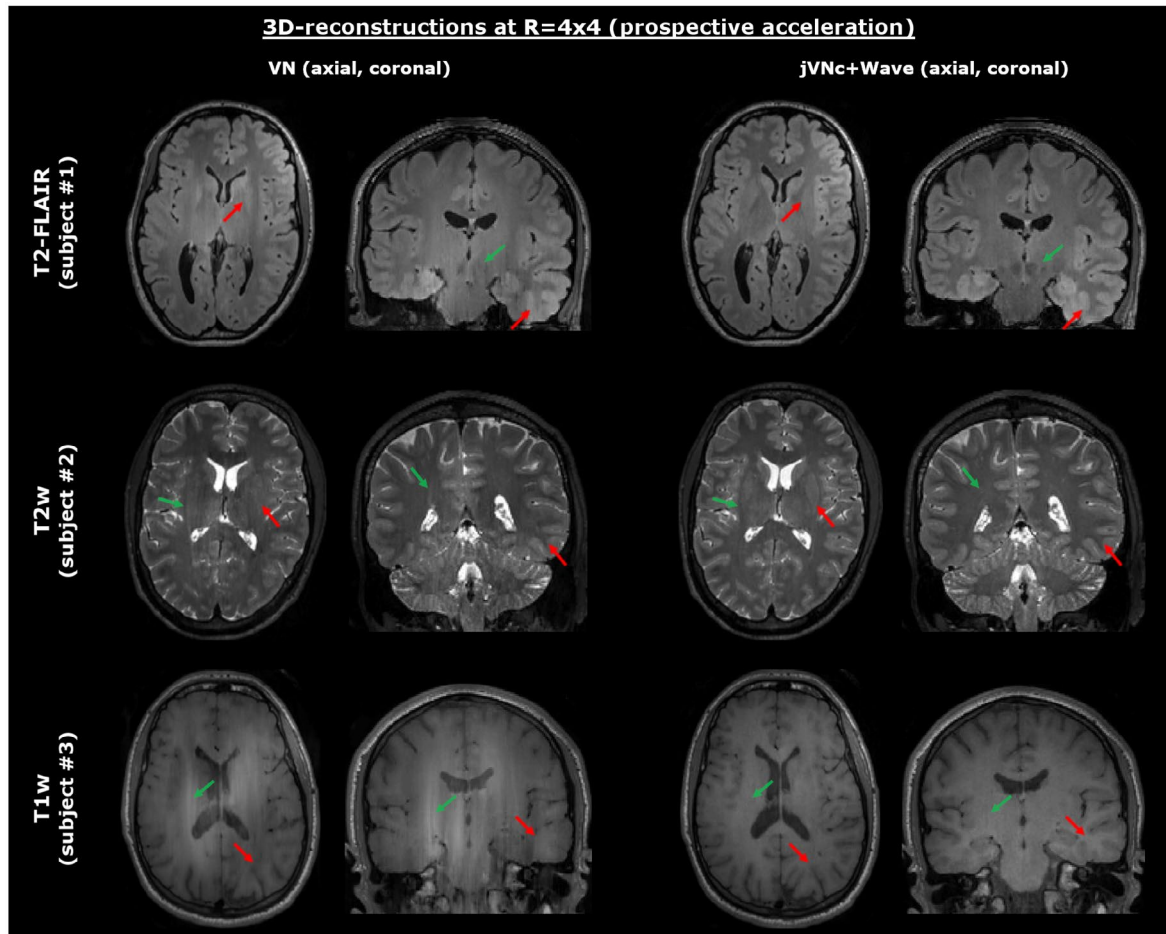 3D-reconstructions at R=4x4 (prospective acceleration)
VN (axial, coronal)
jVNc+Wave (axial, coronal)
T2-FLAIR
(subject #1)
T2w
(subject #2)
T1w
(subject #3)